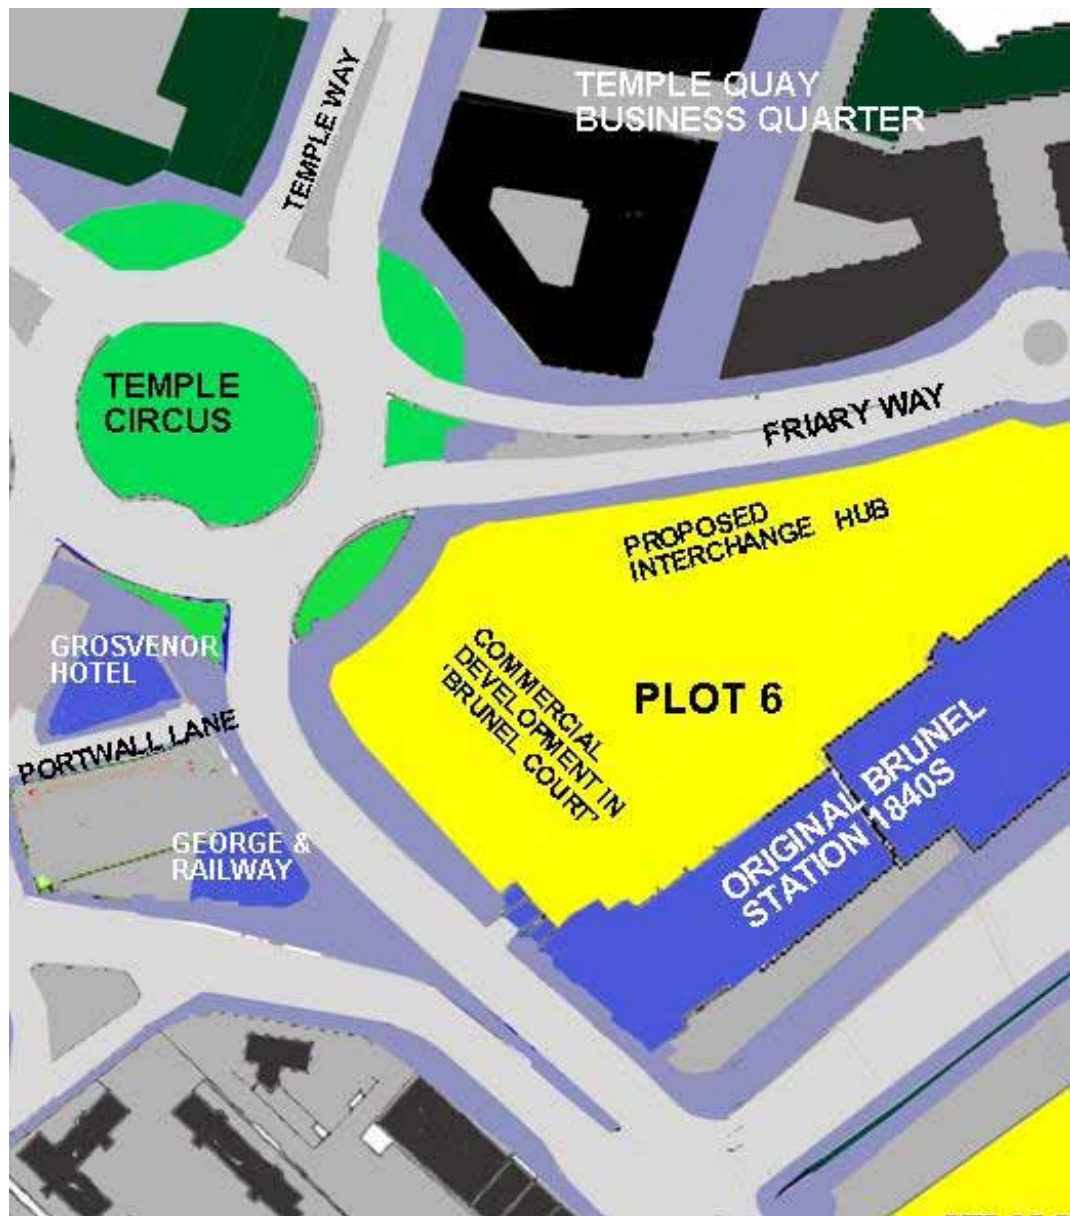 TEMPLE WAY
TEMPLE QUAY
BUSINESS QUARTER
TEMPLE
CIRCUS
FRIARY WAY
PROPOSED
INTERCHANGE HUB
GROSVENOR
HOTEL
COMMERCIAL
DEVELOPMENT IN
'BRUNEL COURT'
PLOT 6
PORTWALL LANE
ORIGINAL BRUNEL
STATION 1840S
GEORGE &
RAILWAY